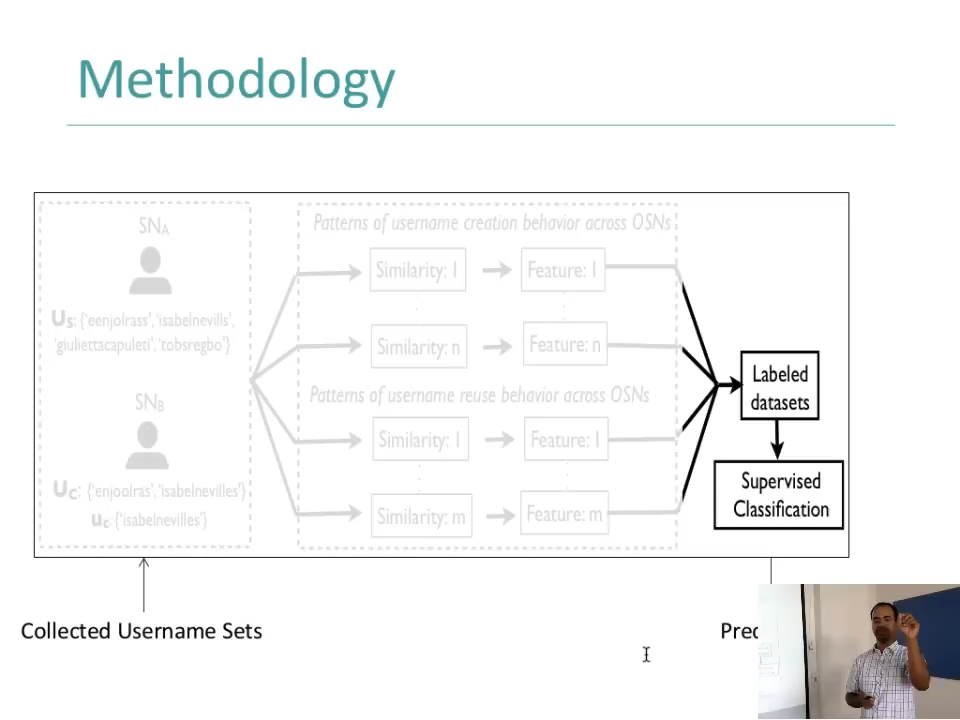 Methodology
SNA
Us: {'eenjolrass', 'isabelnevills',
'giuliettacapuleti', 'tobsregbo'}
SNB
Uc: {'enjoolras', 'isabelnevilles'}
uc: {'isabelnevilles'}
Patterns of username creation behavior across OSNs
Similarity: 1
Feature: 1
Similarity: n
Feature: n
Patterns of username reuse behavior across OSNs
Similarity: 1
Feature: 1
Similarity: m
Feature: m
Labeled
datasets
Supervised
Classification
Collected Username Sets
Pred